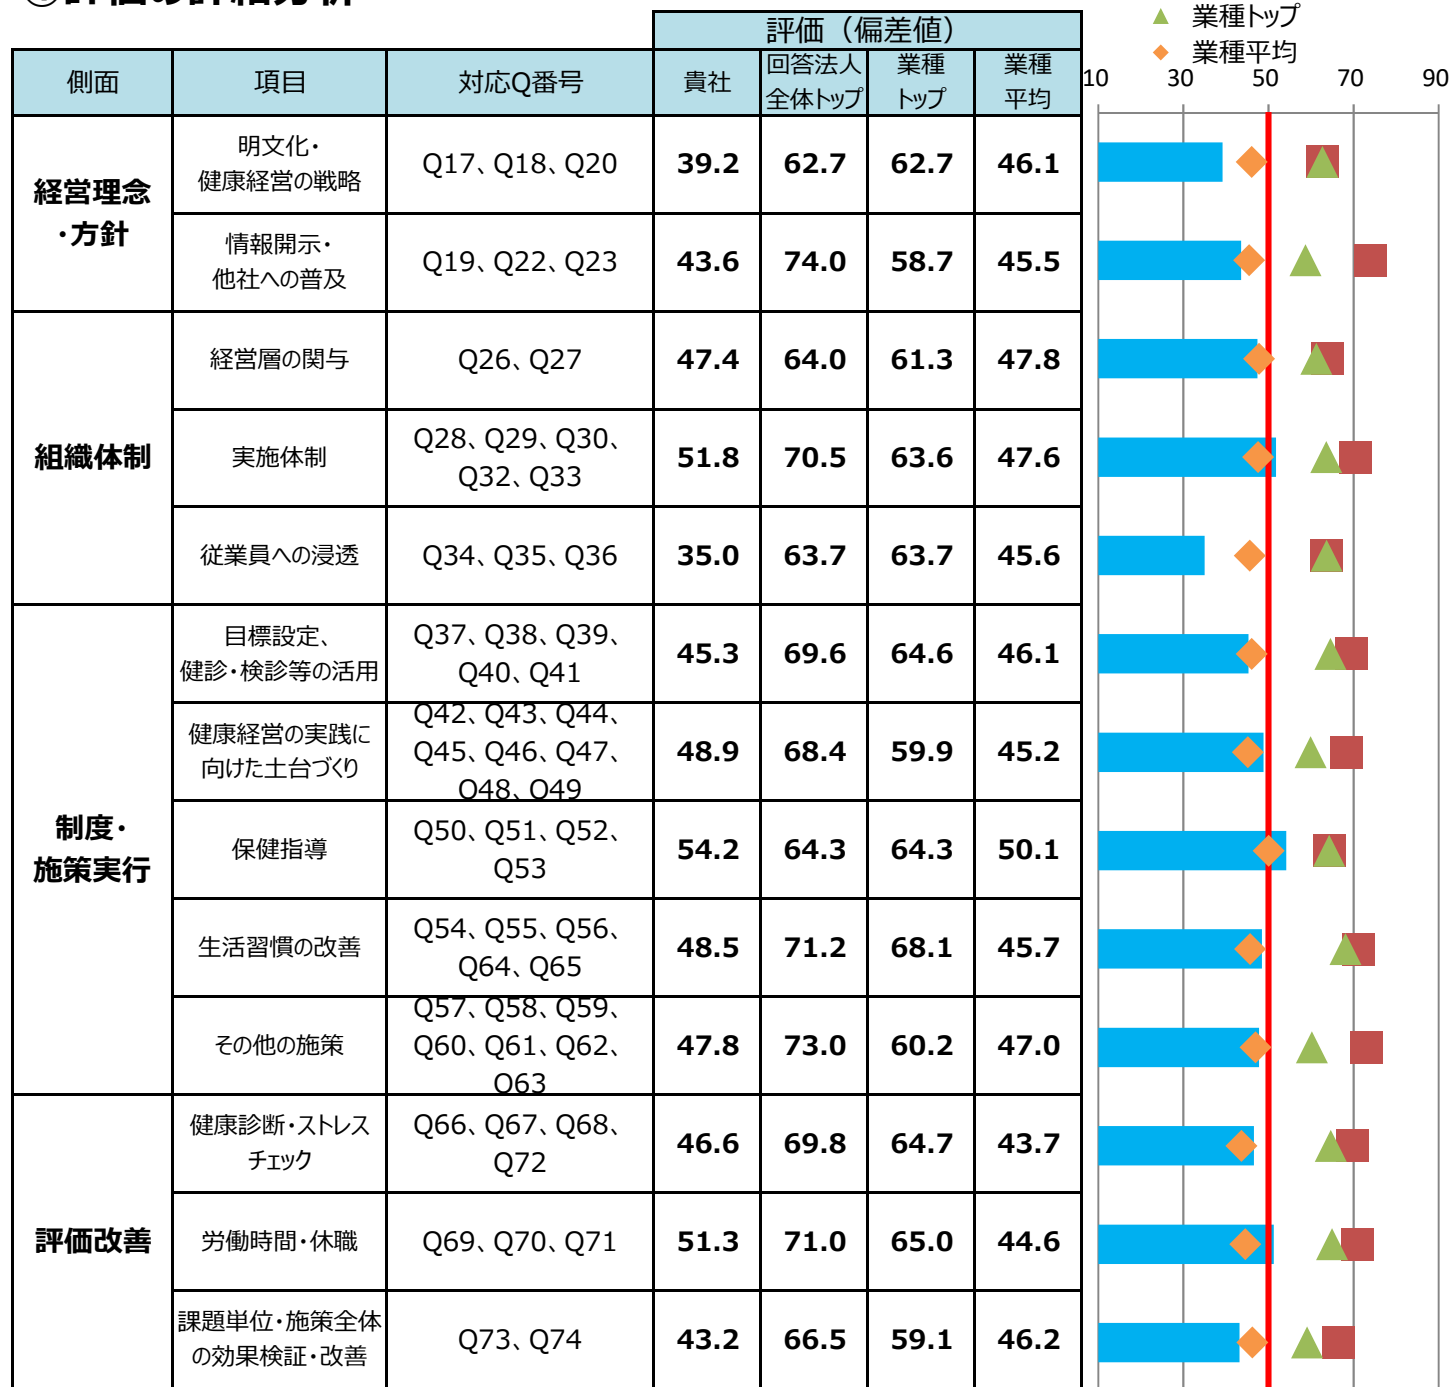 評価（偏差値）
▲ 業種トップ
◆ 業種平均
側面 項目 対応Q番号 貴社 回答法人 業種 業種
全体トップ トップ 平均
10 30 50 70 90
経営理念
・方針
明文化・
健康経営の戦略
Q17、Q18、Q20 39.2 62.7 62.7 46.1
情報開示・
他社への普及
Q19、Q22、Q23 43.6 74.0 58.7 45.5
組織体制
経営層の関与 Q26、Q27 47.4 64.0 61.3 47.8
実施体制
Q28、Q29、Q30、
Q32、Q33
51.8 70.5 63.6 47.6
従業員への浸透 Q34、Q35、Q36 35.0 63.7 63.7 45.6
制度・
施策実行
目標設定、
健診・検診等の活用
Q37、Q38、Q39、
Q40、Q41
45.3 69.6 64.6 46.1
健康経営の実践に
向けた土台づくり
Q42、Q43、Q44、
Q45、Q46、Q47、
Q48、Q49
48.9 68.4 59.9 45.2
保健指導
Q50、Q51、Q52、
Q53
54.2 64.3 64.3 50.1
生活習慣の改善
Q54、Q55、Q56、
Q64、Q65
48.5 71.2 68.1 45.7
その他の施策
Q57、Q58、Q59、
Q60、Q61、Q62、
Q63
47.8 73.0 60.2 47.0
評価改善
健康診断・ストレス
チェック
Q66、Q67、Q68、
Q72
46.6 69.8 64.7 43.7
労働時間・休職 Q69、Q70、Q71 51.3 71.0 65.0 44.6
課題単位・施策全体
の効果検証・改善
Q73、Q74 43.2 66.5 59.1 46.2